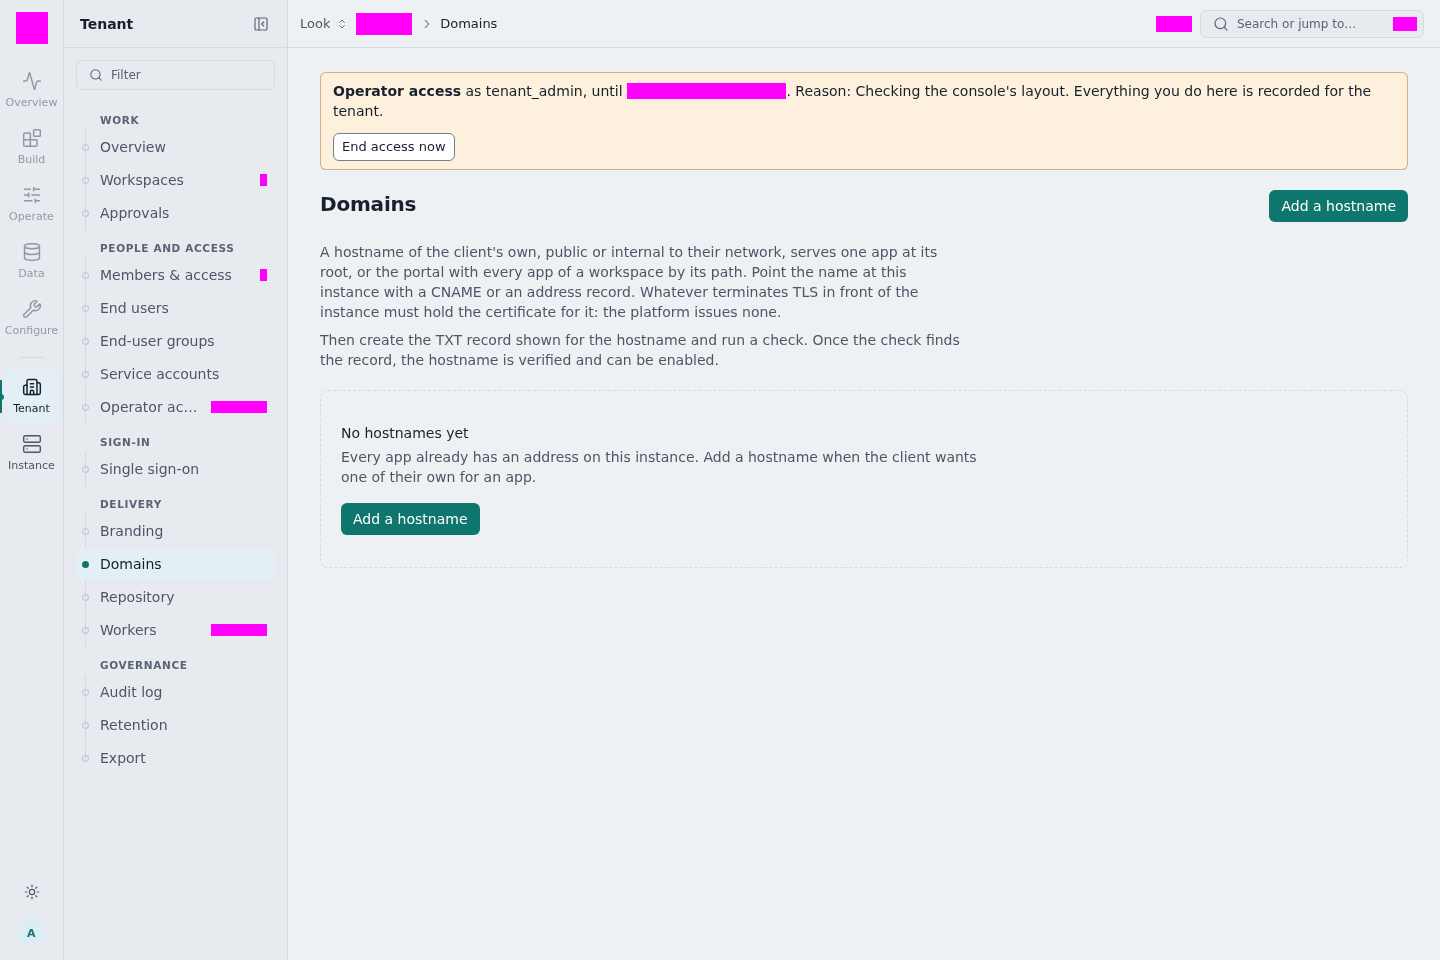 Tenant
Look
Domains
Search or jump to...
Overview
Build
Operate
Data
Configure
Tenant
Instance
A
Filter
WORK
Overview
Workspaces
Approvals
PEOPLE AND ACCESS
Members & access
End users
End-user groups
Service accounts
Operator ac...
SIGN-IN
Single sign-on
DELIVERY
Branding
Domains
Repository
Workers
GOVERNANCE
Audit log
Retention
Export
Operator access as tenant_admin, until . Reason: Checking the console's layout. Everything you do here is recorded for the
tenant.
End access now
Domains
Add a hostname
A hostname of the client's own, public or internal to their network, serves one app at its
root, or the portal with every app of a workspace by its path. Point the name at this
instance with a CNAME or an address record. Whatever terminates TLS in front of the
instance must hold the certificate for it: the platform issues none.
Then create the TXT record shown for the hostname and run a check. Once the check finds
the record, the hostname is verified and can be enabled.
No hostnames yet
Every app already has an address on this instance. Add a hostname when the client wants
one of their own for an app.
Add a hostname